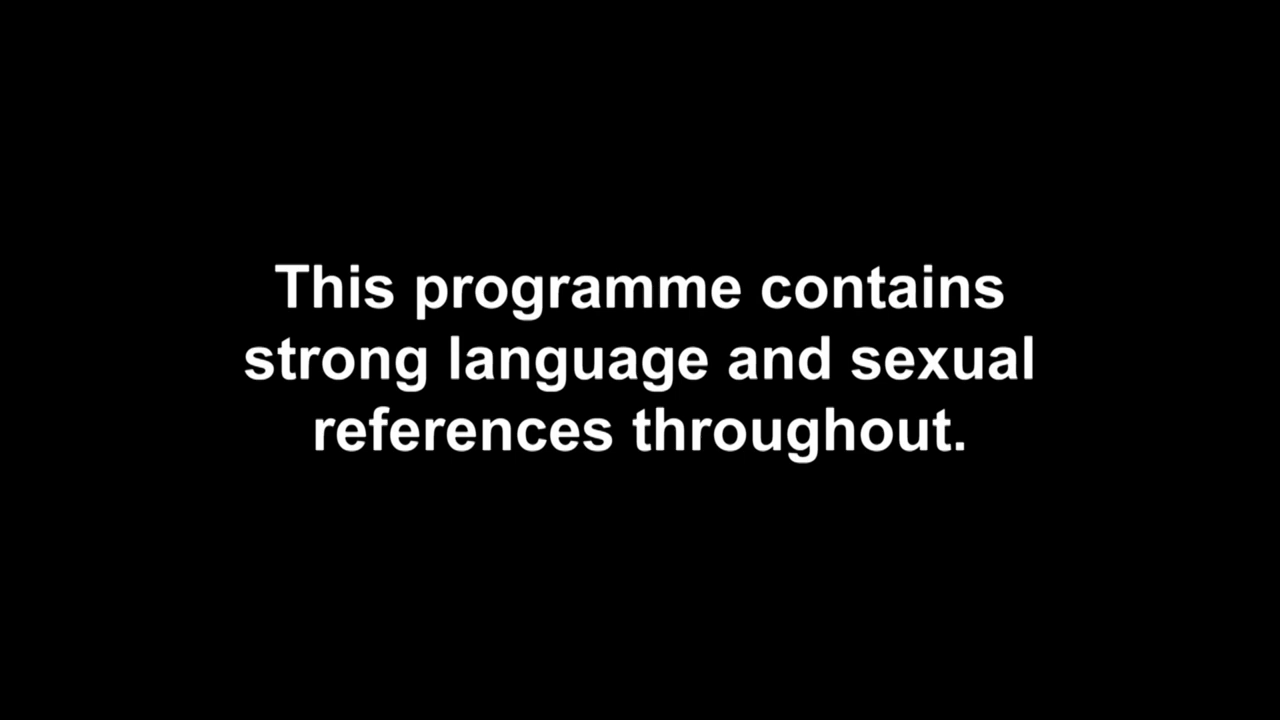 This programme contains
strong language and sexual
references throughout.